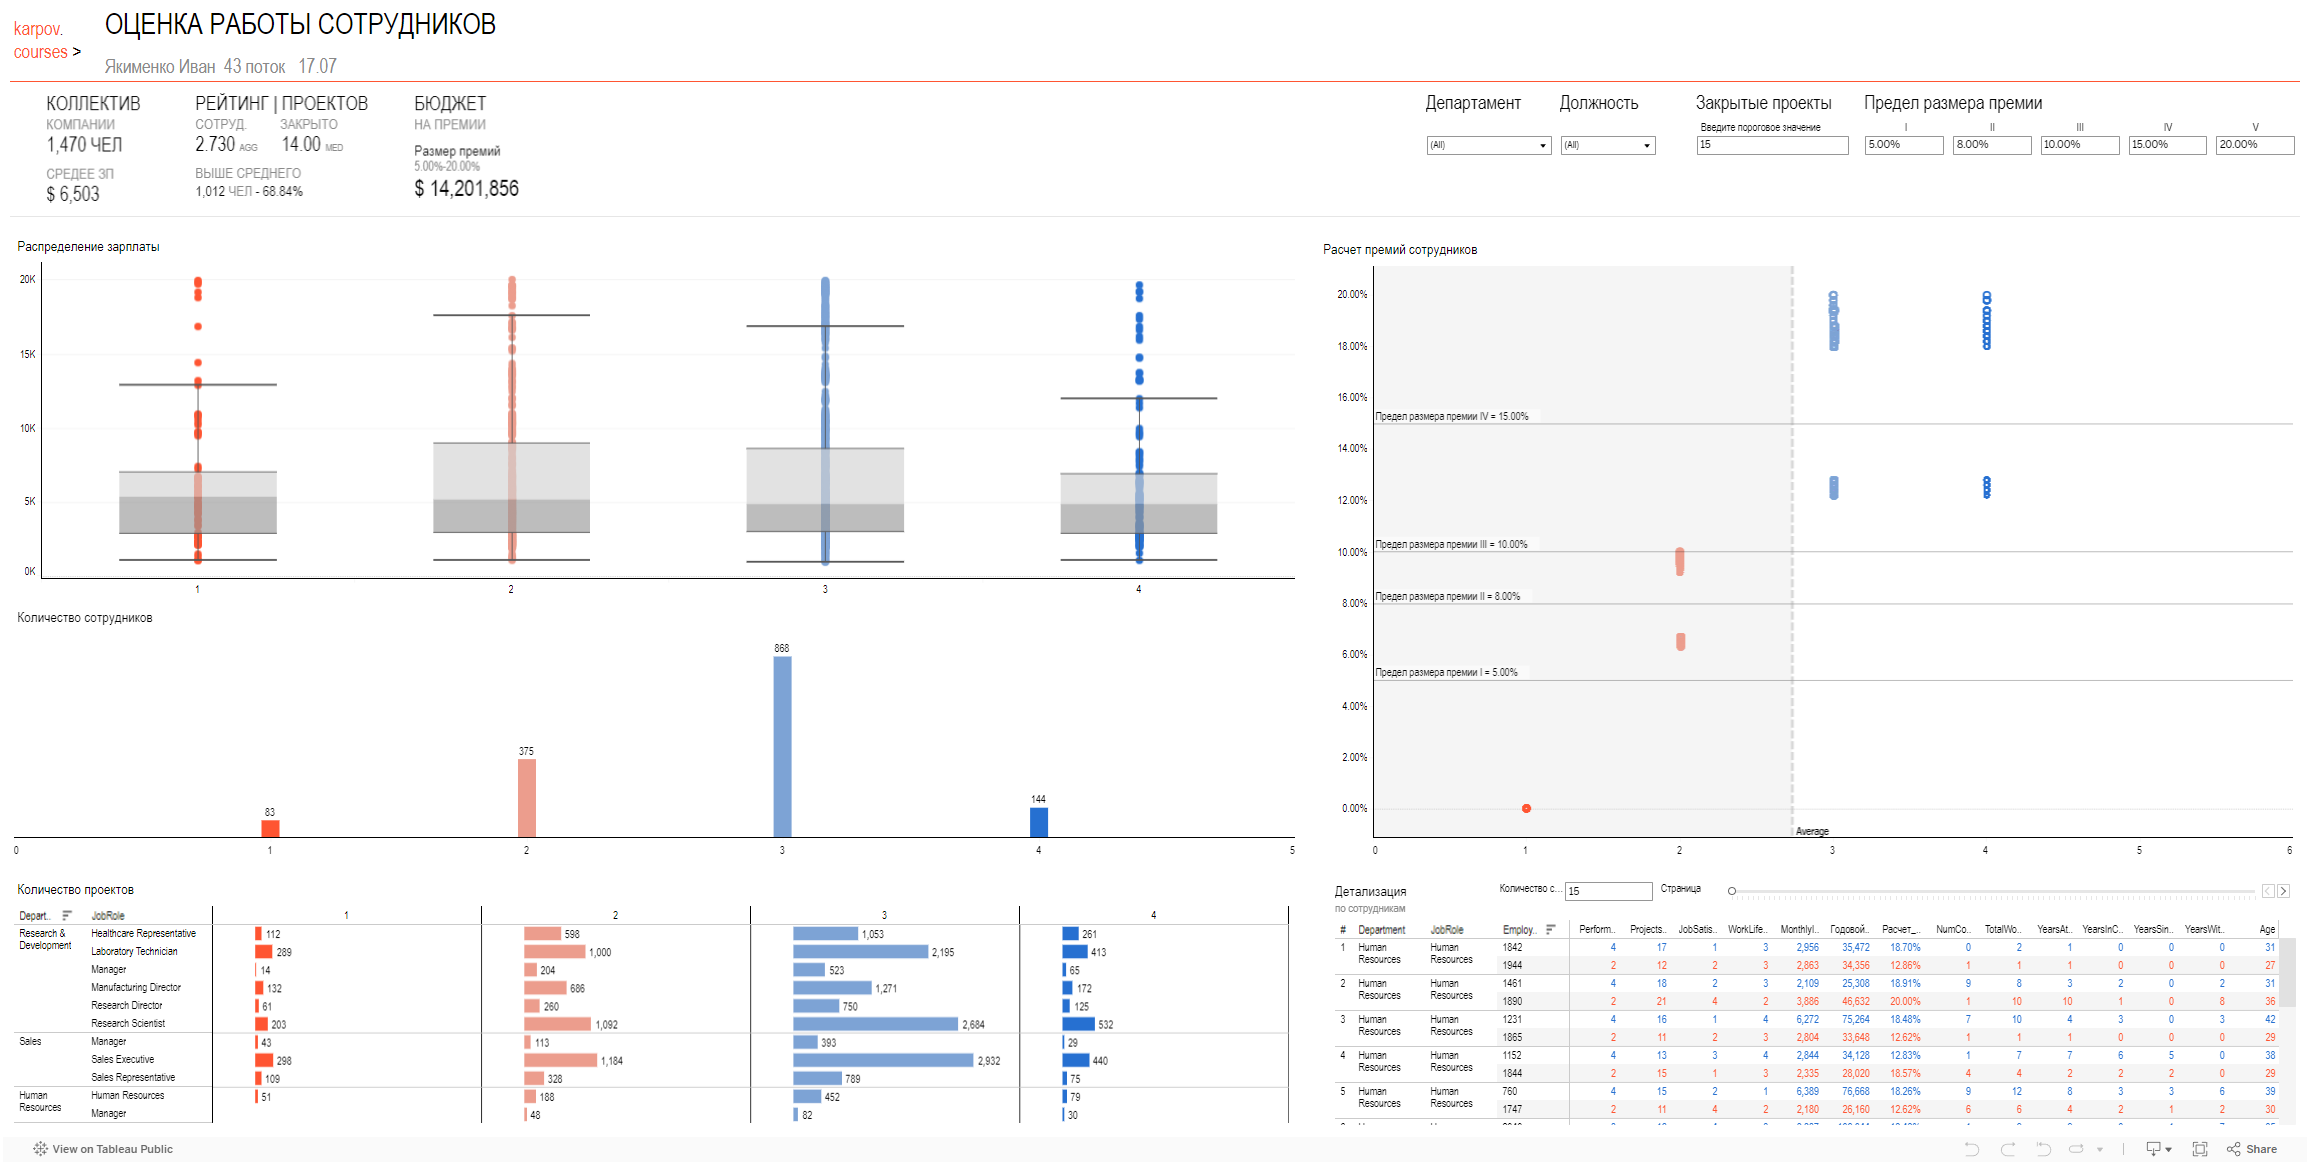 karpov.
courses >
ОЦЕНКА РАБОТЫ СОТРУДНИКОВ
Якименко Иван 43 поток 17.07
КОЛЛЕКТИВ
КОМПАНИИ
1,470 ЧЕЛ
СРЕДЕЕ ЗП
$ 6,503
РЕЙТИНГ | ПРОЕКТОВ
СОТРУД. ЗАКРЫТО
2.730 AGG 14.00 MED
ВЫШЕ СРЕДНЕГО
1,012 ЧЕЛ - 68.84%
БЮДЖЕТ
НА ПРЕМИИ
Размер премий
5.00%-20.00%
$ 14,201,856
Департамент
(All)
Должность
(All)
Закрытые проекты
Введите пороговое значение
15
Предел размера премии
I II III IV V
5.00% 8.00% 10.00% 15.00% 20.00%
Распределение зарплаты
20K
15K
10K
5K
0K
1 2 3 4
Количество сотрудников
83 375 868 144
0 1 2 3 4 5
Расчет премий сотрудников
20.00%
18.00%
16.00%
Предел размера премии IV = 15.00%
14.00%
12.00%
Предел размера премии III = 10.00%
10.00%
Предел размера премии II = 8.00%
8.00%
6.00%
Предел размера премии I = 5.00%
4.00%
2.00%
0.00%
Average
0 1 2 3 4 5 6
Количество проектов
Depart.. JobRole 1 2 3 4
Research & Development
Healthcare Representative 112 598 1,053 261
Laboratory Technician 289 1,000 2,195 413
Manager 14 204 523 65
Manufacturing Director 132 686 1,271 172
Research Director 61 260 750 125
Research Scientist 203 1,092 2,684 532
Sales Manager 43 113 393 29
Sales Executive 298 1,184 2,932 440
Sales Representative 109 328 789 75
Human Resources
Human Resources 51 188 452 79
Manager 48 82 30
Детализация
по сотрудникам
Количество с... 15 Страница
# Department JobRole Employ.. Perform.. Projects.. JobSatis.. WorkLife.. MonthlyI.. Годовой.. Расчет_.. NumCo.. TotalWo.. YearsAt.. YearsInC.. YearsSin.. YearsWit.. Age
1 Human Resources Human Resources 1842 4 17 1 3 2,956 35,472 18.70% 0 2 1 0 0 0 31
1944 2 12 2 3 2,863 34,356 12.86% 1 1 1 0 0 0 27
2 Human Resources Human Resources 1461 4 18 2 3 2,109 25,308 18.91% 9 8 3 2 0 2 31
1890 2 21 4 2 3,886 46,632 20.00% 1 10 10 1 0 8 36
3 Human Resources Human Resources 1231 4 16 1 4 6,272 75,264 18.48% 7 10 4 3 0 3 42
1865 2 11 2 3 2,804 33,648 12.62% 1 1 1 0 0 0 29
4 Human Resources Human Resources 1152 4 13 3 4 2,844 34,128 12.83% 1 7 7 6 5 0 38
1844 2 15 1 3 2,335 28,020 18.57% 4 4 2 2 2 0 29
5 Human Resources Human Resources 760 4 15 2 1 6,389 76,668 18.26% 9 12 8 3 3 6 39
1747 2 11 4 2 2,180 26,160 12.62% 6 6 4 2 1 2 30
View on Tableau Public
Share